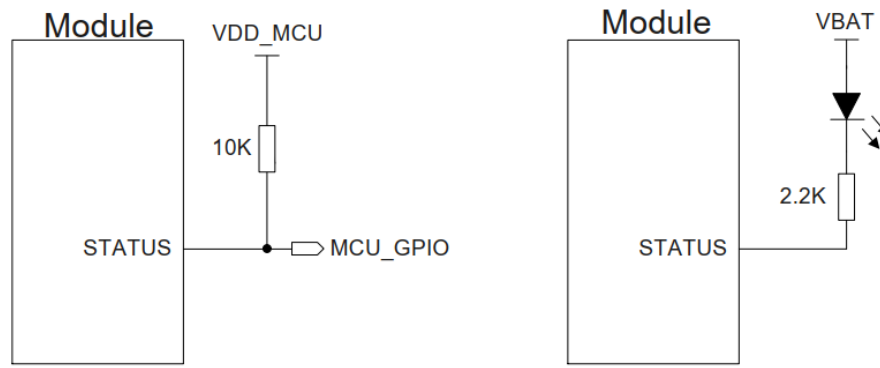 Module
VDD_MCU
10K
STATUS
MCU_GPIO
Module
VBAT
2.2K
STATUS